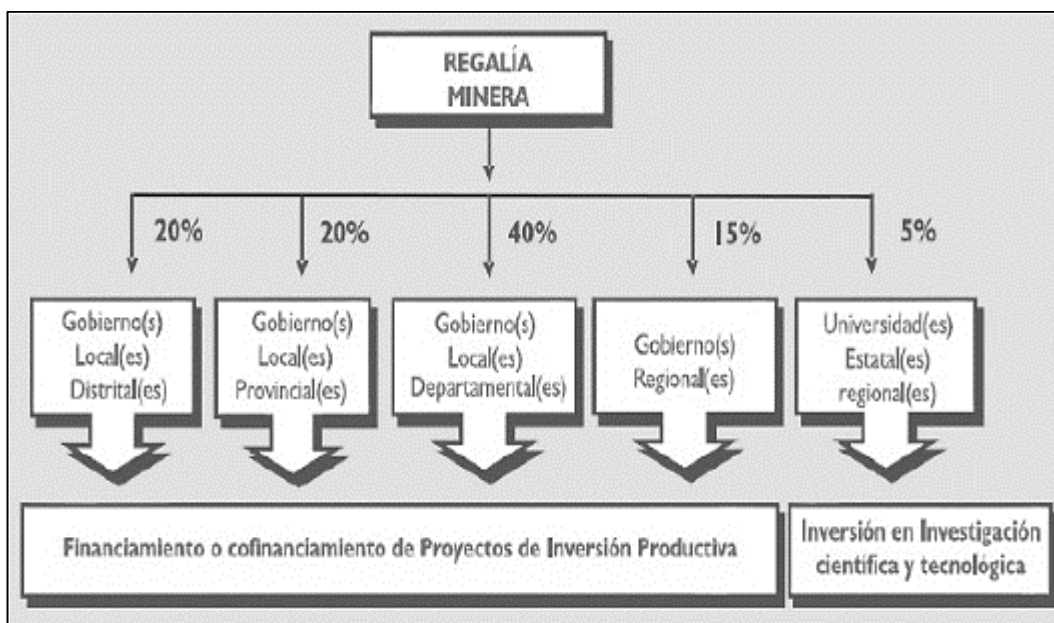 REGALÍA
MINERA
20%
20%
40%
15%
5%
Gobierno(s)
Local(es)
Distrital(es)
Gobierno(s)
Local(es)
Provincial(es)
Gobierno(s)
Local(es)
Departamental(es)
Gobierno(s)
Regional(es)
Universidad(es)
Estatal(es)
regional(es)
Financiamiento o cofinanciamiento de Proyectos de Inversión Productiva
Inversión en Investigación
científica y tecnológica